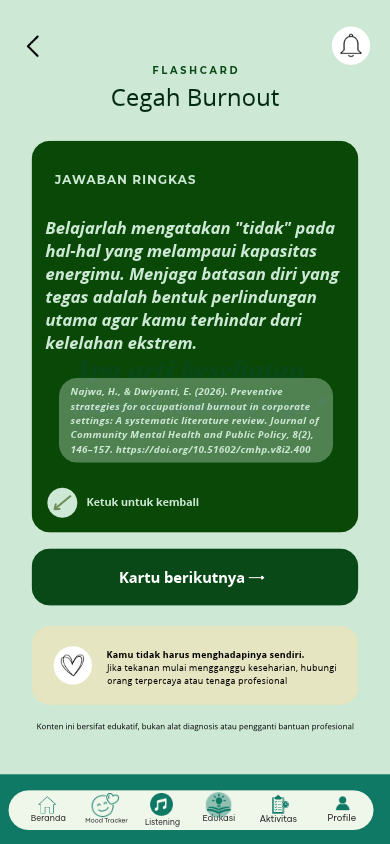 FLASHCARD
Cegah Burnout
JAWABAN RINGKAS
Belajarlah mengatakan "tidak" pada
hal-hal yang melampaui kapasitas
energimu. Menjaga batasan diri yang
tegas adalah bentuk perlindungan
utama agar kamu terhindar dari
kelelahan ekstrem.
Najwa, H., & Dwiyanti, E. (2026). Preventive
strategies for occupational burnout in corporate
settings: A systematic literature review. Journal of
Community Mental Health and Public Policy, 8(2),
146–157. https://doi.org/10.51602/cmhp.v8i2.400
Ketuk untuk kembali
Kartu berikutnya →
Kamu tidak harus menghadapinya sendiri.
Jika tekanan mulai mengganggu keseharian, hubungi
orang terpercaya atau tenaga profesional
Konten ini bersifat edukatif, bukan alat diagnosis atau pengganti bantuan profesional
Beranda
Mood Tracker
Listening
Edukasi
Aktivitas
Profile